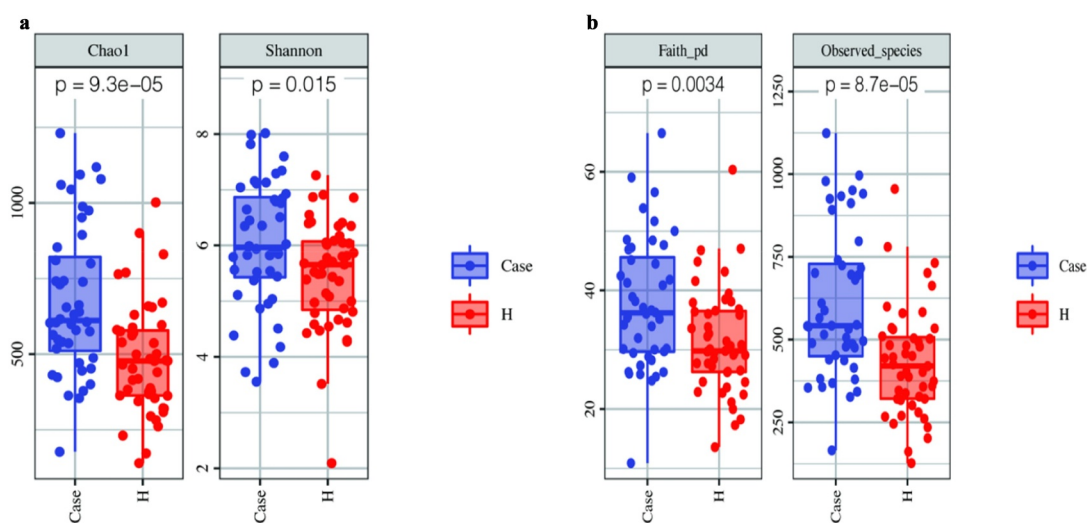 a
Chao1
Shannon
p = 9.3e−05
p = 0.015
1000
500
8
6
4
2
Case
H
Case
H
Case
H
b
Faith_pd
Observed_species
p = 0.0034
p = 8.7e−05
60
40
20
1250
1000
750
500
250
Case
H
Case
H
Case
H